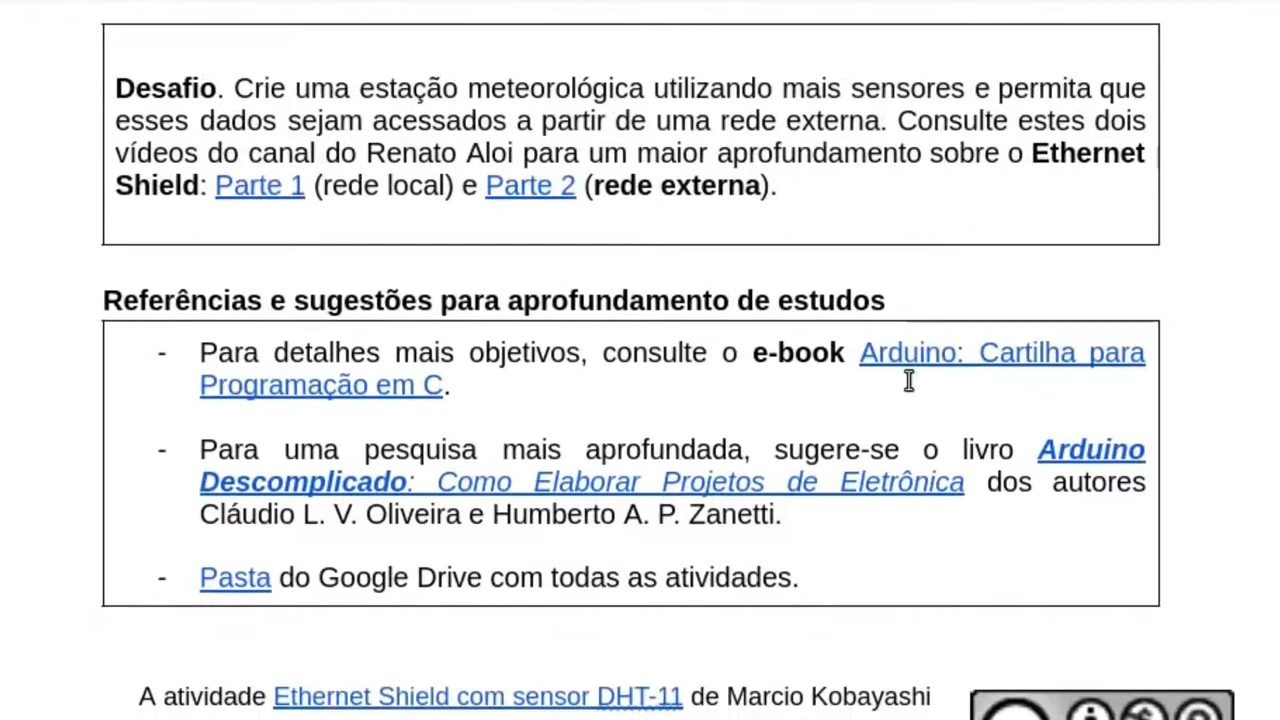 Desafio. Crie uma estação meteorológica utilizando mais sensores e permita que
esses dados sejam acessados a partir de uma rede externa. Consulte estes dois
vídeos do canal do Renato Aloi para um maior aprofundamento sobre o Ethernet
Shield: Parte 1 (rede local) e Parte 2 (rede externa).
Referências e sugestões para aprofundamento de estudos
- Para detalhes mais objetivos, consulte o e-book Arduino: Cartilha para
Programação em C.
- Para uma pesquisa mais aprofundada, sugere-se o livro Arduino
Descomplicado: Como Elaborar Projetos de Eletrônica dos autores
Cláudio L. V. Oliveira e Humberto A. P. Zanetti.
- Pasta do Google Drive com todas as atividades.
A atividade Ethernet Shield com sensor DHT-11 de Marcio Kobayashi